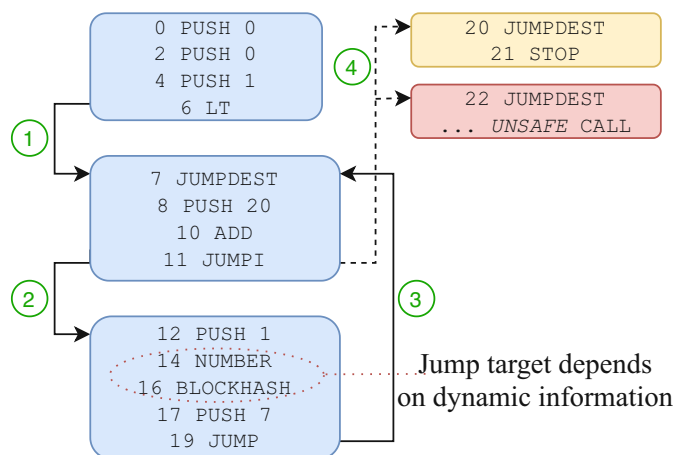 0 PUSH 0
2 PUSH 0
4 PUSH 1
6 LT
1
7 JUMPDEST
8 PUSH 20
10 ADD
11 JUMPI
2
12 PUSH 1
14 NUMBER
16 BLOCKHASH
17 PUSH 7
19 JUMP
3
4
20 JUMPDEST
21 STOP
22 JUMPDEST
... UNSAFE CALL
Jump target depends
on dynamic information